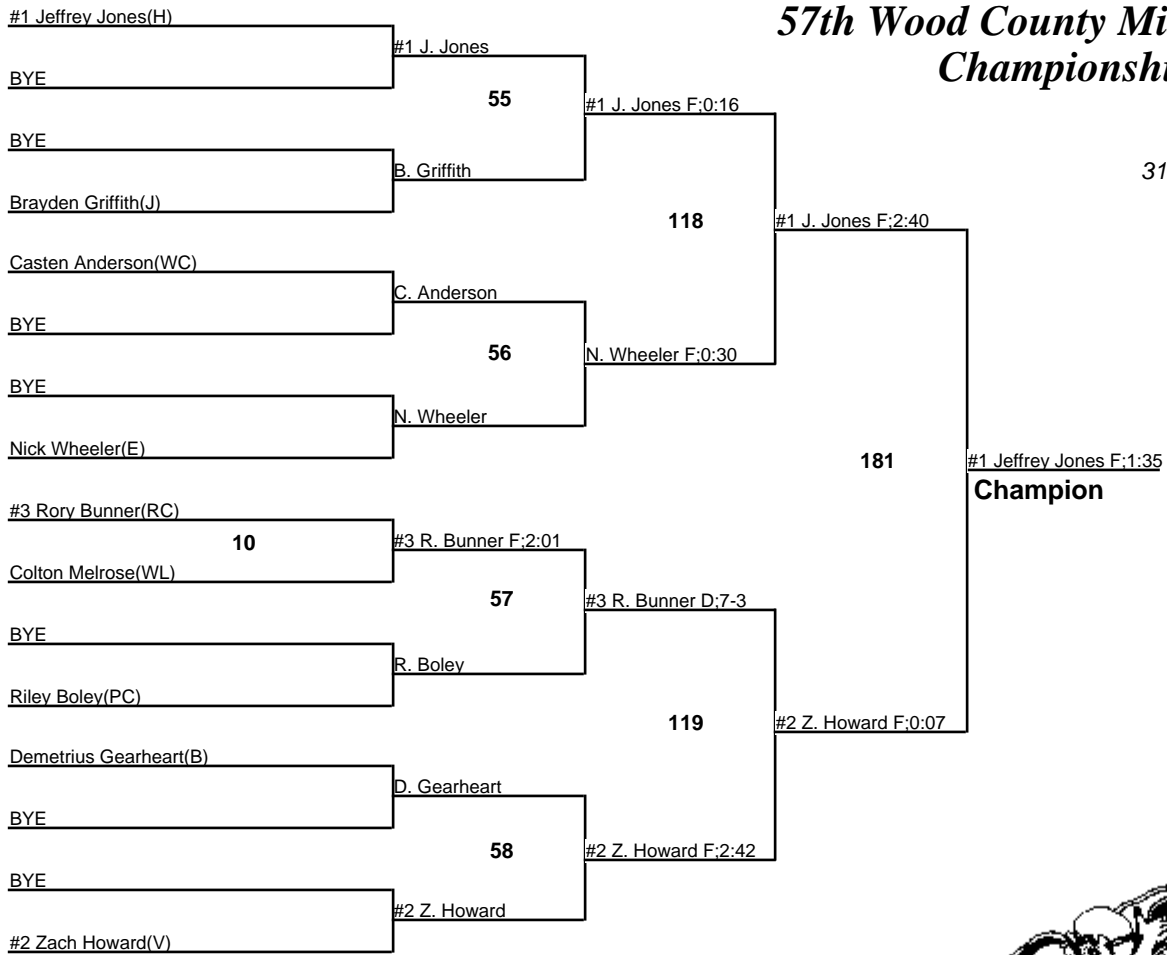 57th Wood County Mi
Championshi
31
#1 Jeffrey Jones(H)
BYE
BYE
Brayden Griffith(J)
Casten Anderson(WC)
BYE
BYE
Nick Wheeler(E)
#3 Rory Bunner(RC)
10
Colton Melrose(WL)
BYE
Riley Boley(PC)
Demetrius Gearheart(B)
BYE
BYE
#2 Zach Howard(V)
#1 J. Jones
55
B. Griffith
C. Anderson
56
N. Wheeler
#3 R. Bunner F;2:01
57
R. Boley
D. Gearheart
58
#2 Z. Howard
#1 J. Jones F;0:16
118
N. Wheeler F;0:30
#3 R. Bunner D;7-3
119
#2 Z. Howard F;2:42
#1 J. Jones F;2:40
181
#2 Z. Howard F;0:07
#1 Jeffrey Jones F;1:35
Champion